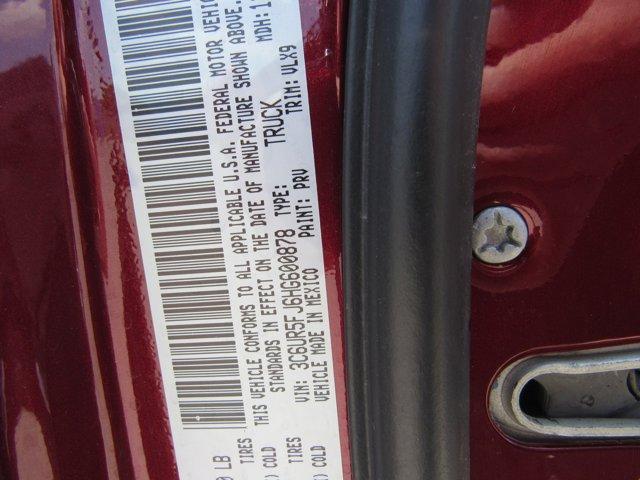 0 LB
TIRES
) COLD
THIS VEHICLE CONFORMS TO ALL APPLICABLE U.S.A. FEDERAL MOTOR
STANDARDS IN EFFECT ON THE DATE OF MANUFACTURE SHOWN ABOVE.
TIRES
) COLD
VIN: 3C6UR5FJ6HG600878 TYPE: TRUCK MDH:
VEHICLE MADE IN MEXICO PAINT: PRV TRIM: VLX9